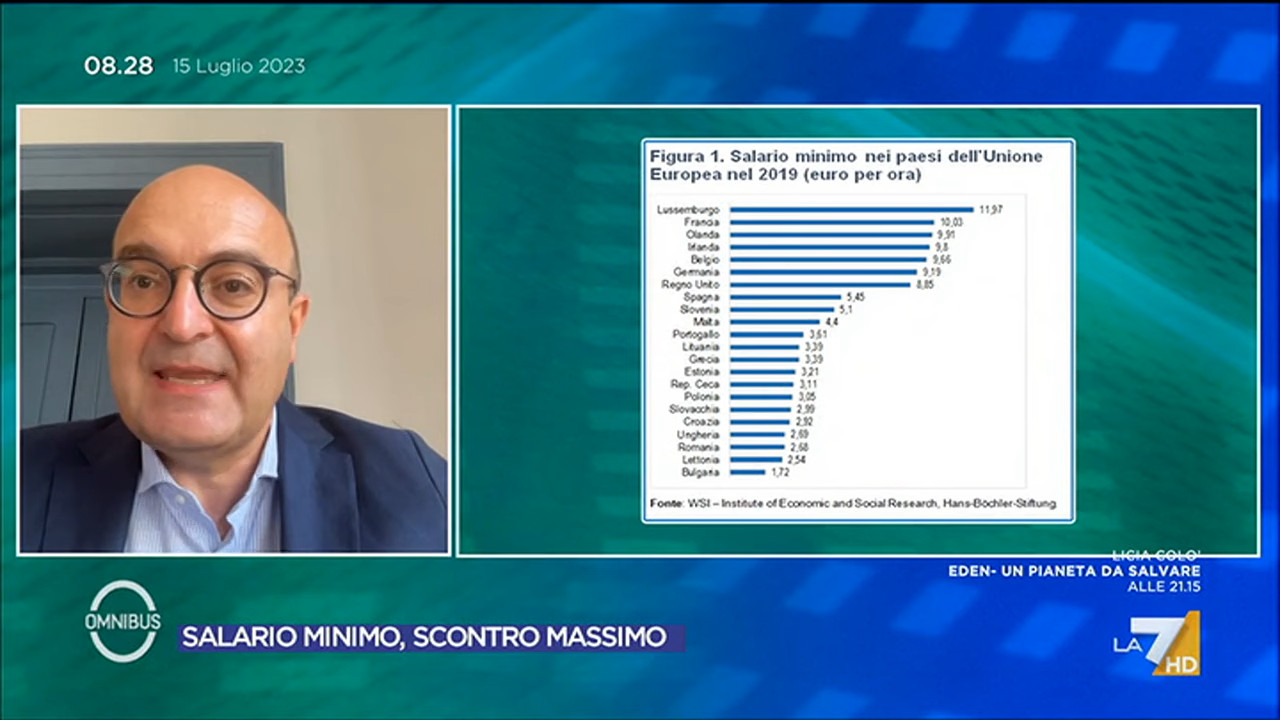 08.28 15 Luglio 2023
Figura 1. Salario minimo nei paesi dell'Unione
Europea nel 2019 (euro per ora)
Lussemburgo 11,97
Francia 10,03
Olanda 9,91
Irlanda 9,8
Belgio 9,66
Germania 9,19
Regno Unito 8,85
Spagna 5,45
Slovenia 5,1
Malta 4,4
Portogallo 3,61
Lituania 3,39
Grecia 3,39
Estonia 3,21
Rep. Ceca 3,11
Polonia 3,05
Slovacchia 2,99
Croazia 2,92
Ungheria 2,69
Romania 2,68
Lettonia 2,54
Bulgaria 1,72
Fonte: WSI – Institute of Economic and Social Research, Hans-Böchler-Stiftung
LICIA COLO'
EDEN- UN PIANETA DA SALVARE
ALLE 21.15
OMNIBUS
SALARIO MINIMO, SCONTRO MASSIMO
LA 7 HD